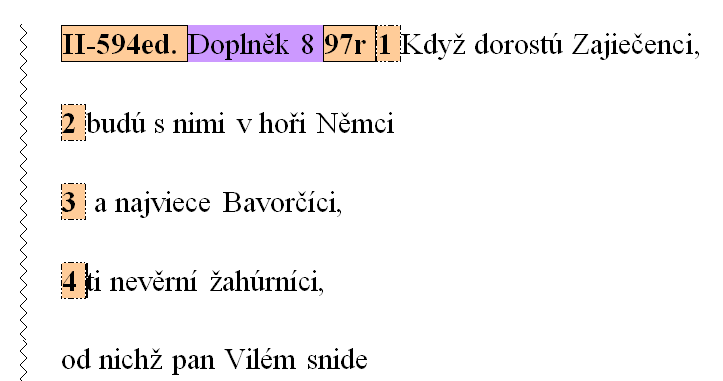 II-594ed. Doplněk 8 97r 1 Když dorostú Zajiečenci,
2 budú s nimi v hoři Němci
3 a najviece Bavorčíci,
4 ti nevěrní žahúrníci,
od nichž pan Vilém snide